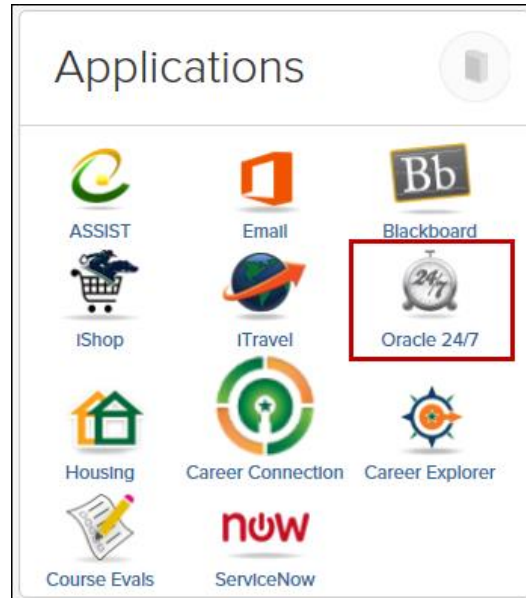 Applications
Bb
ASSIST Email Blackboard
24/7
IShop ITravel Oracle 24/7
Housing Career Connection Career Explorer
now
Course Evals ServiceNow